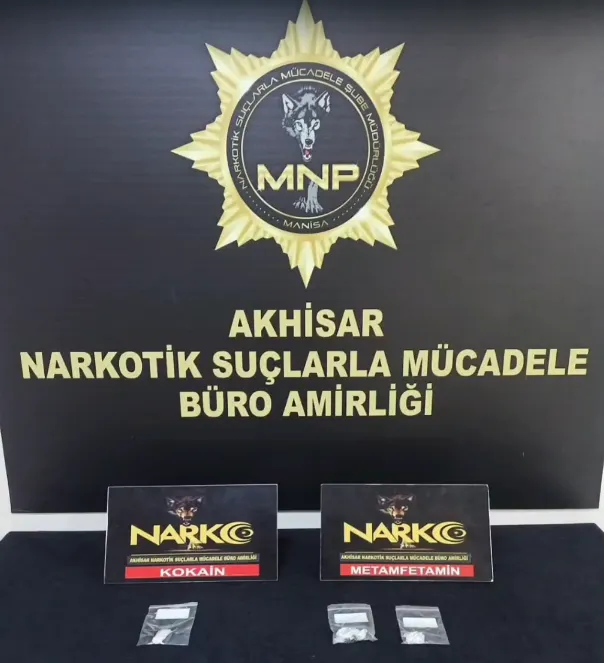 NARKOTİK SUÇLARLA MÜCADELE ŞUBE MÜDÜRLÜĞÜ
MNP
MANİSA
AKHİSAR
NARKOTİK SUÇLARLA MÜCADELE
BÜRO AMİRLİĞİ
NARKO
AKHİSAR NARKOTİK SUÇLARLA MÜCADELE BÜRO AMİRLİĞİ
KOKAİN
NARKO
AKHİSAR NARKOTİK SUÇLARLA MÜCADELE BÜRO AMİRLİĞİ
METAMFETAMİN